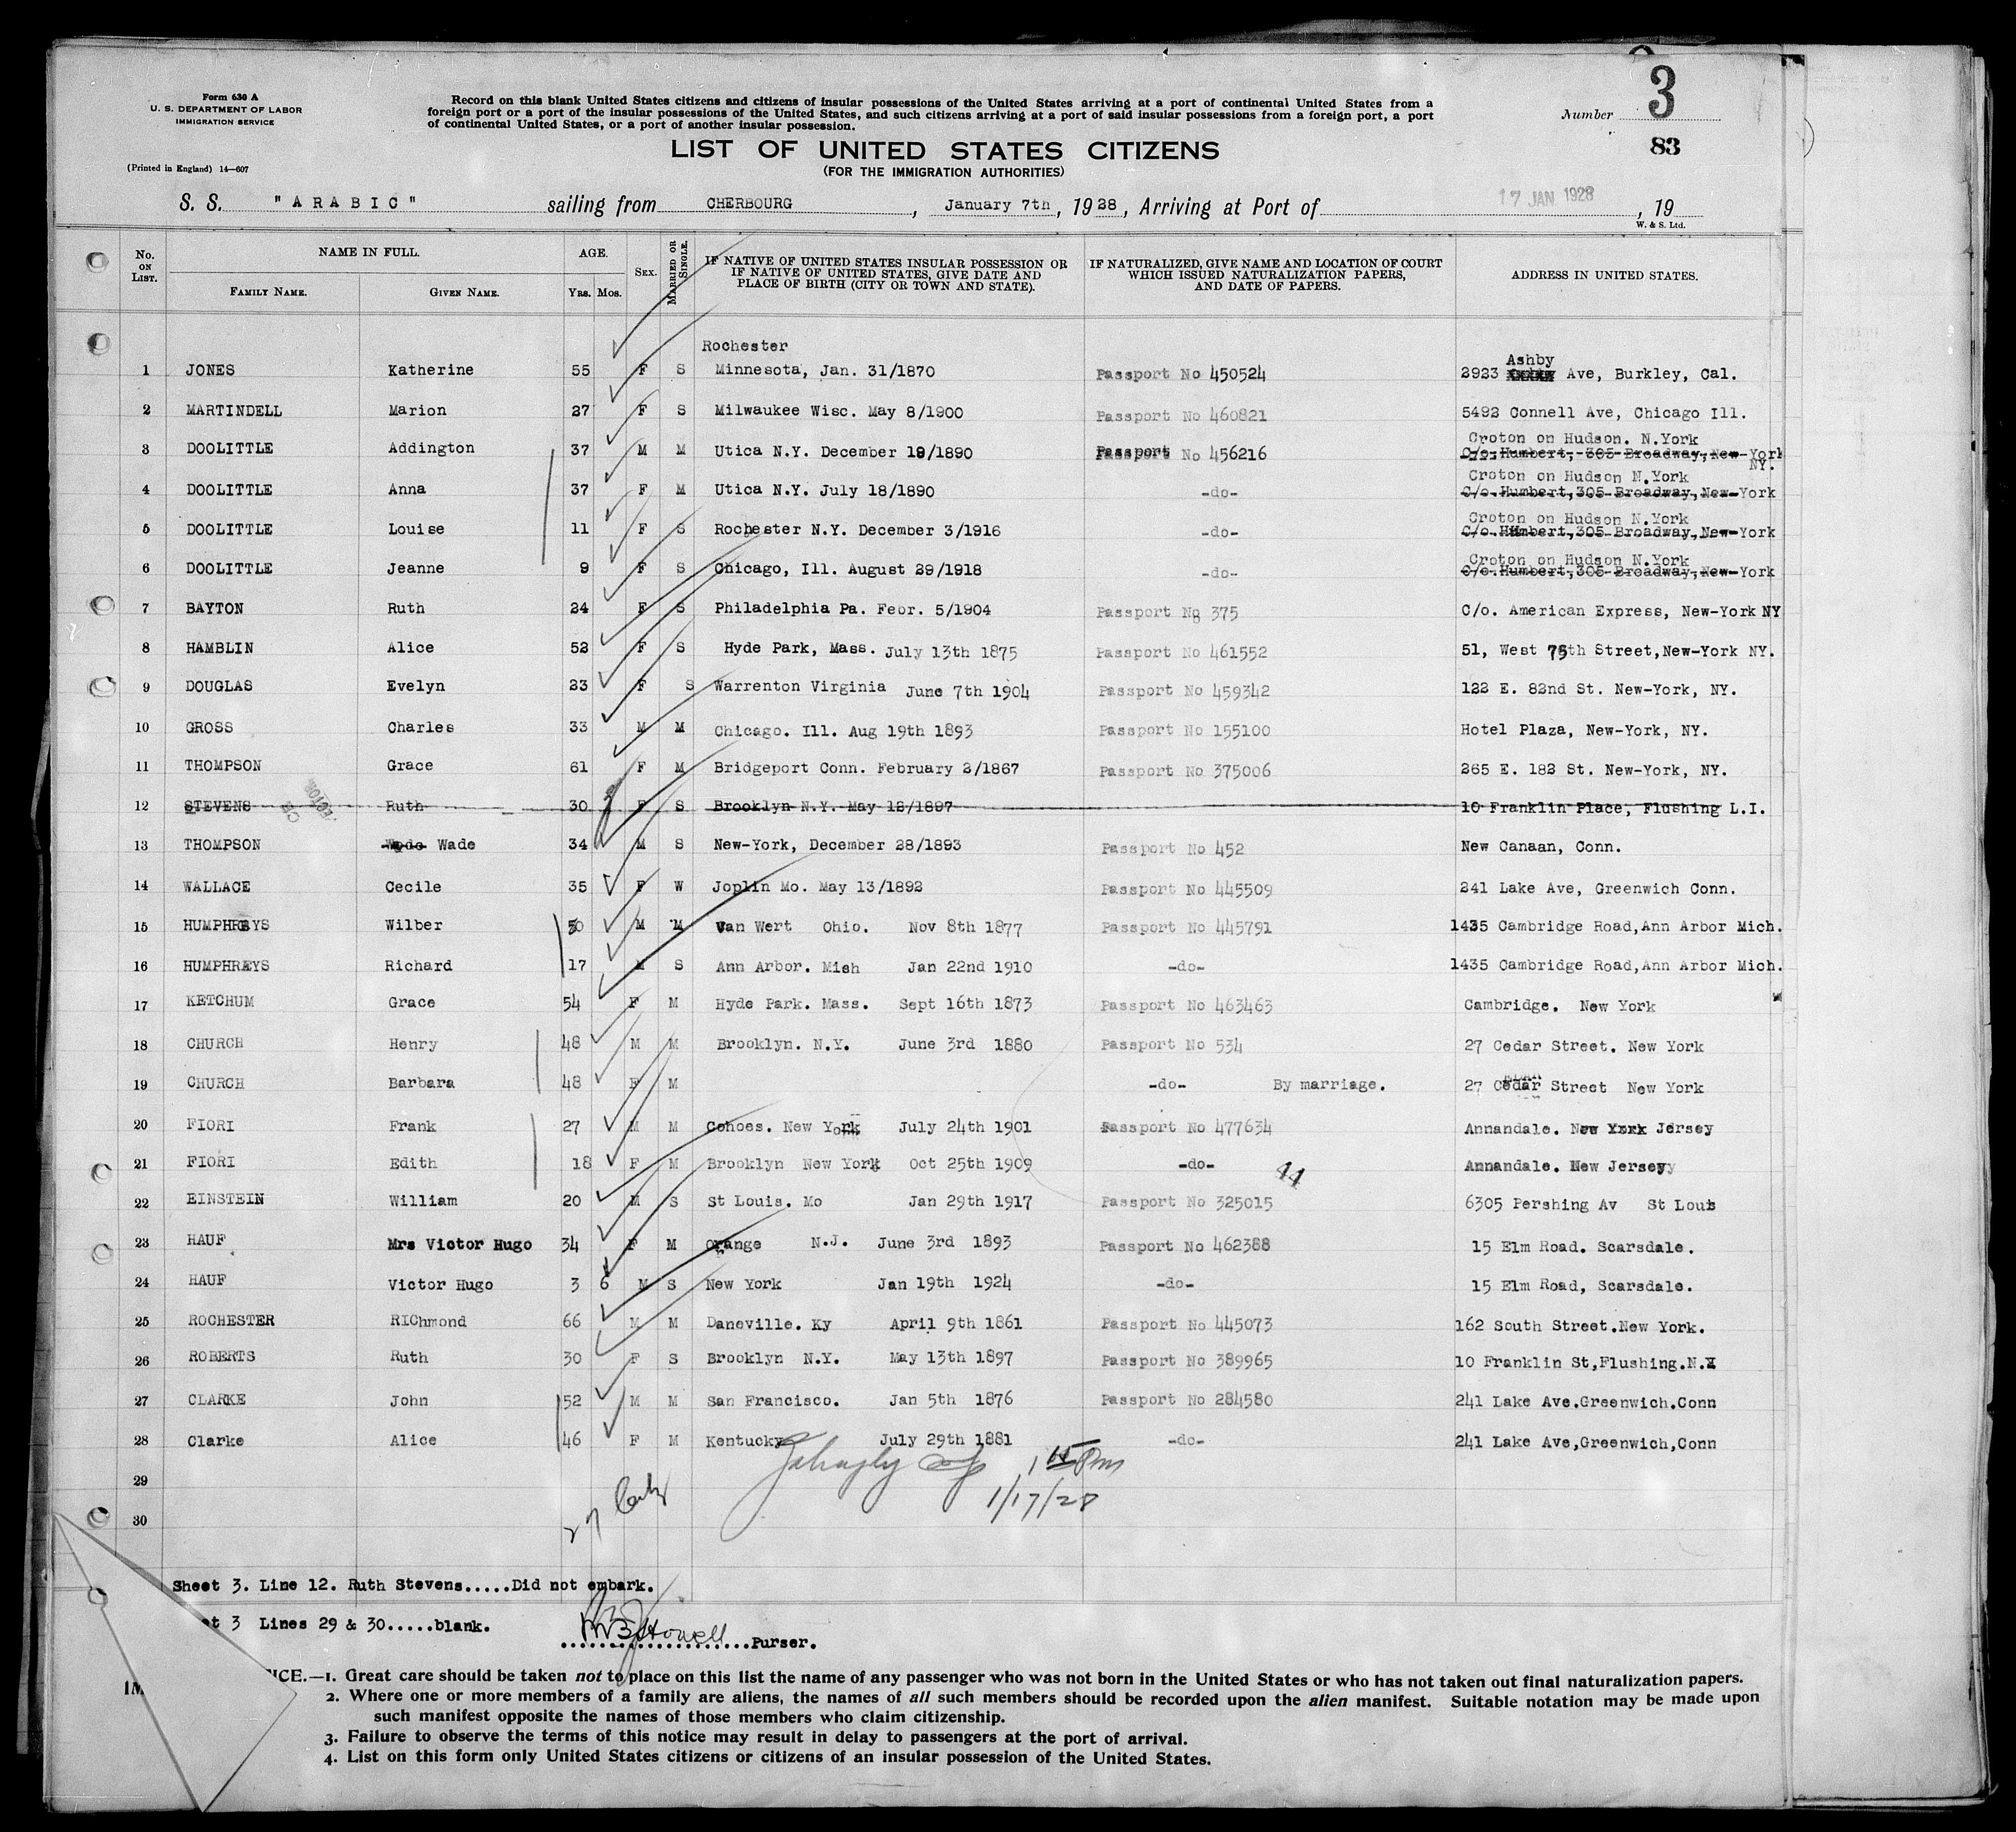 Form 630 A
U. S. DEPARTMENT OF LABOR
IMMIGRATION SERVICE
(Printed in England) 14—607
Record on this blank United States citizens and citizens of insular possessions of the United States arriving at a port of continental United States from a
foreign port or a port of the insular possessions of the United States, and such citizens arriving at a port of said insular possessions from a foreign port, a port
of continental United States, or a port of another insular possession.
Number 3
83
LIST OF UNITED STATES CITIZENS
(FOR THE IMMIGRATION AUTHORITIES)
S. S. "ARABIC" sailing from CHERBOURG, January 7th, 1928, Arriving at Port of 17 JAN 1928, 19
W. & S. Ltd.
No. ON LIST. NAME IN FULL. FAMILY NAME. GIVEN NAME. AGE. Yrs. Mos. SEX. MARRIED OR SINGLE. IF NATIVE OF UNITED STATES INSULAR POSSESSION OR IF NATIVE OF UNITED STATES, GIVE DATE AND PLACE OF BIRTH (CITY OR TOWN AND STATE). IF NATURALIZED, GIVE NAME AND LOCATION OF COURT WHICH ISSUED NATURALIZATION PAPERS, AND DATE OF PAPERS. ADDRESS IN UNITED STATES.
Rochester
Ashby
1 JONES Katherine 55 F S Minnesota, Jan. 31/1870 Passport No 450524 2923 Ave, Burkley, Cal.
2 MARTINDELL Marion 27 F S Milwaukee Wisc. May 8/1900 Passport No 460821 5492 Connell Ave, Chicago Ill.
Croton on Hudson. N.York
3 DOOLITTLE Addington 37 M M Utica N.Y. December 19/1890 Passport No 456216 C/o.Humbert, 305 Broadway, New-York NY.
Croton on Hudson N.York
4 DOOLITTLE Anna 37 F M Utica N.Y. July 18/1890 -do- C/o.Humbert,305 Broadway,New-York
Croton on Hudson N.York
5 DOOLITTLE Louise 11 F S Rochester N.Y. December 3/1916 -do- C/o.Humbert,305 Broadway,New-York
Croton on Hudson N.York
6 DOOLITTLE Jeanne 9 F S Chicago, Ill. August 29/1918 -do- C/o.Humbert,305 Broadway,New-York
7 BAYTON Ruth 24 F S Philadelphia Pa. Febr. 5/1904 Passport No 375 C/o. American Express, New-York NY
8 HAMBLIN Alice 52 F S Hyde Park, Mass. July 13th 1875 Passport No 461552 51, West 75th Street,New-York NY.
9 DOUGLAS Evelyn 23 F S Warrenton Virginia June 7th 1904 Passport No 459342 122 E. 82nd St. New-York, NY.
10 GROSS Charles 33 M M Chicago. Ill. Aug 19th 1893 Passport No 155100 Hotel Plaza, New-York, NY.
11 THOMPSON Grace 61 F M Bridgeport Conn. February 2/1867 Passport No 375006 265 E. 182 St. New-York, NY.
12 STEVENS Ruth 30 F S Brooklyn N.Y. May 12/1897 10 Franklin Place, Flushing L.I.
13 THOMPSON Wade 34 M S New-York, December 28/1893 Passport No 452 New Canaan, Conn.
14 WALLACE Cecile 35 F W Joplin Mo. May 13/1892 Passport No 445509 241 Lake Ave, Greenwich Conn.
15 HUMPHREYS Wilber 50 M M Van Wert Ohio. Nov 8th 1877 Passport No 445791 1435 Cambridge Road,Ann Arbor Mich.
16 HUMPHREYS Richard 17 M S Ann Arbor. Mish Jan 22nd 1910 -do- 1435 Cambridge Road,Ann Arbor Mich.
17 KETCHUM Grace 54 F M Hyde Park. Mass. Sept 16th 1873 Passport No 463463 Cambridge. New York
18 CHURCH Henry 48 M M Brooklyn. N.Y. June 3rd 1880 Passport No 534 27 Cedar Street. New York
19 CHURCH Barbara 48 F M -do- By marriage. 27 Cedar Street New York
20 FIORI Frank 27 M M Cohoes. New York July 24th 1901 Passport No 477634 Annandale. New York Jersey
21 FIORI Edith 18 F M Brooklyn New York Oct 25th 1909 -do- 44 Annandale. New Jersey
22 EINSTEIN William 20 M S St Louis. Mo Jan 29th 1917 Passport No 325015 6305 Pershing Av St Louis
23 HAUF Mrs Victor Hugo 34 F M Orange N.J. June 3rd 1893 Passport No 462388 15 Elm Road. Scarsdale.
24 HAUF Victor Hugo 3 6 M S New York Jan 19th 1924 -do- 15 Elm Road, Scarsdale.
25 ROCHESTER RIChmond 66 M M Daneville. Ky April 9th 1861 Passport No 445073 162 South Street.New York.
26 ROBERTS Ruth 30 F S Brooklyn N.Y. May 13th 1897 Passport No 389965 10 Franklin St,Flushing.N.Y
27 CLARKE John 52 M M San Francisco. Jan 5th 1876 Passport No 284580 241 Lake Ave.Greenwich.Conn
28 Clarke Alice 46 F M Kentucky July 29th 1881 -do- 241 Lake Ave,Greenwich,Conn
29
1/17/28
30
27
Sheet 3. Line 12. Ruth Stevens.....Did not embark.
et 3 Lines 29 & 30.....blank.
Howell Purser.
ICE.—1. Great care should be taken not to place on this list the name of any passenger who was not born in the United States or who has not taken out final naturalization papers.
2. Where one or more members of a family are aliens, the names of all such members should be recorded upon the alien manifest. Suitable notation may be made upon
such manifest opposite the names of those members who claim citizenship.
3. Failure to observe the terms of this notice may result in delay to passengers at the port of arrival.
4. List on this form only United States citizens or citizens of an insular possession of the United States.